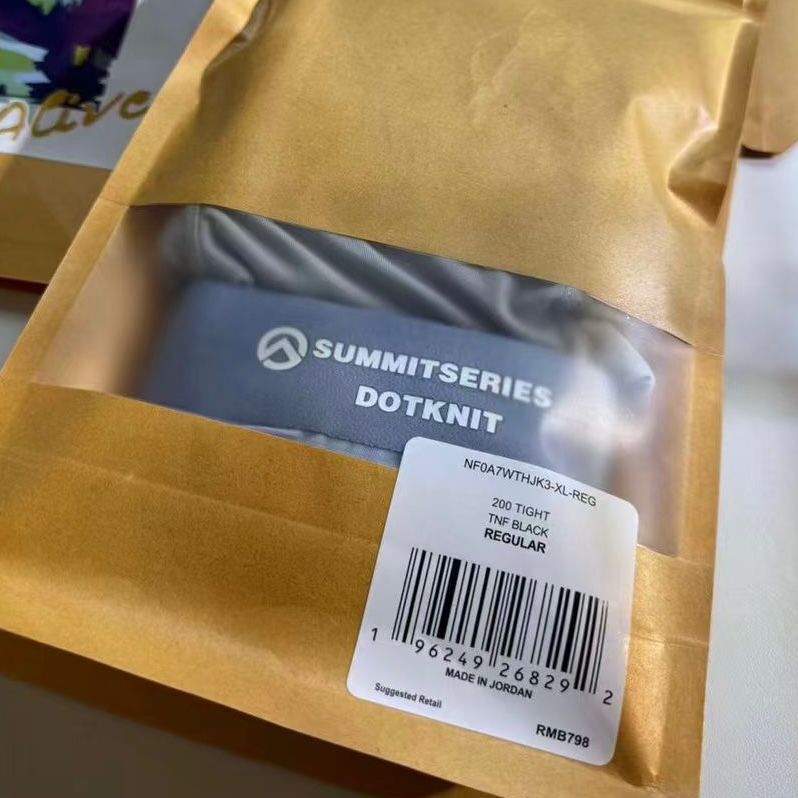 Alive
SUMMITSERIES
DOTKNIT
NF0A7WTHJK3-XL-REG
200 TIGHT
TNF BLACK
REGULAR
1 96249 26829 2
MADE IN JORDAN
Suggested Retail
RMB798